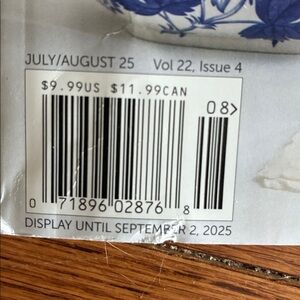 JULY/AUGUST 25 Vol 22, Issue 4
$9.99US $11.99CAN
08>
0 71896 02876 8
DISPLAY UNTIL SEPTEMBER 2, 2025